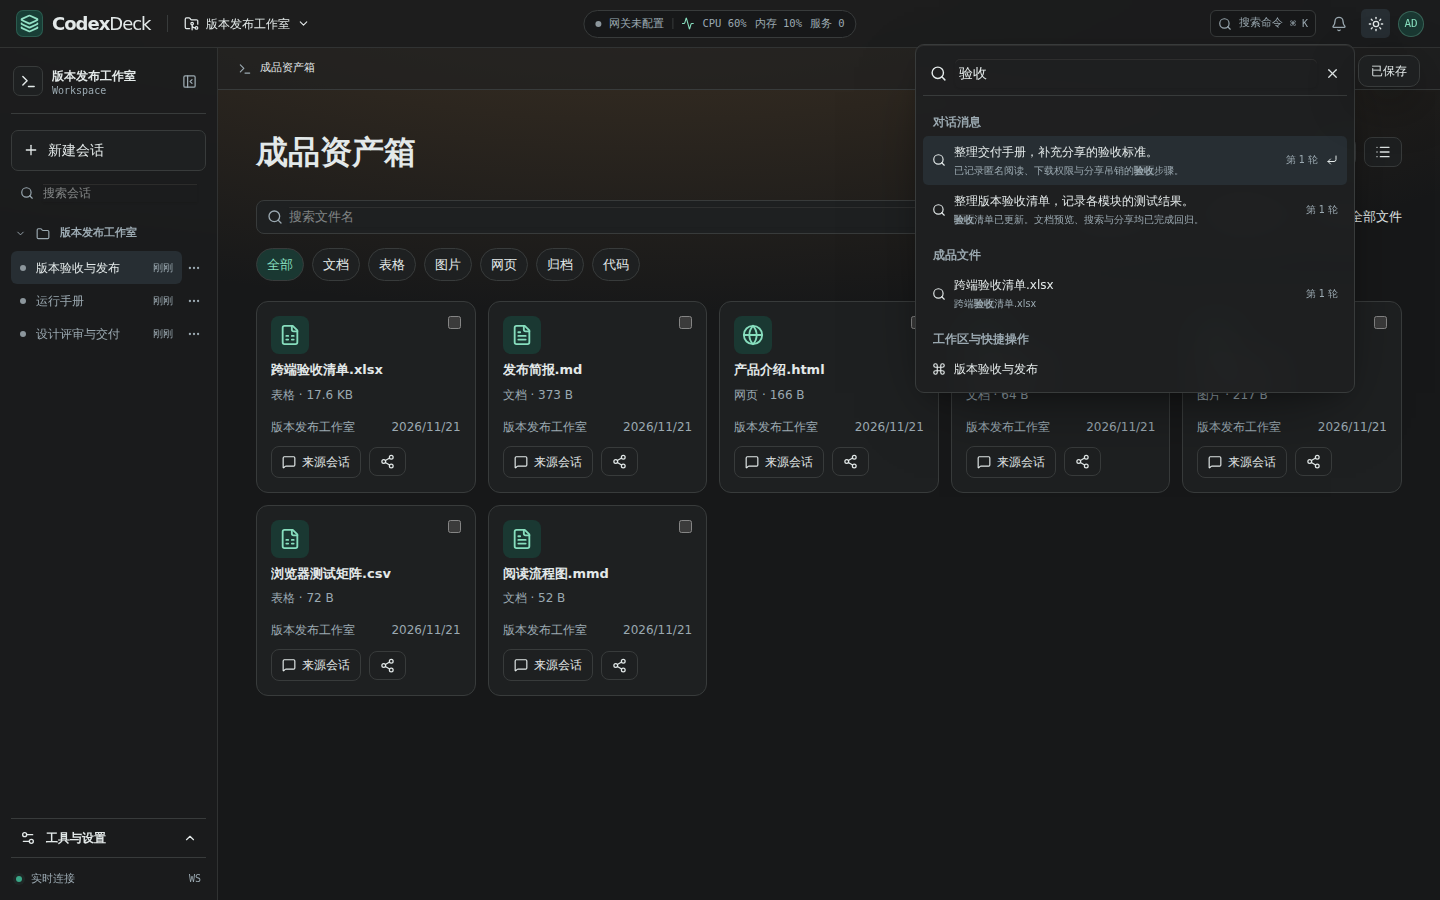 CodexDeck
版本发布工作室
网关未配置
CPU 60% 内存 10% 服务 0
搜索命令 ⌘ K
AD
版本发布工作室
Workspace
新建会话
搜索会话
版本发布工作室
版本验收与发布 刚刚
运行手册 刚刚
设计评审与交付 刚刚
工具与设置
实时连接 WS
成品资产箱
已保存
成品资产箱
搜索文件名
全部文件
全部 文档 表格 图片 网页 归档 代码
验收
对话消息
整理交付手册，补充分享的验收标准。
已记录匿名阅读、下载权限与分享吊销的验收步骤。
第 1 轮
整理版本验收清单，记录各模块的测试结果。
验收清单已更新。文档预览、搜索与分享均已完成回归。
第 1 轮
成品文件
跨端验收清单.xlsx
跨端验收清单.xlsx
第 1 轮
工作区与快捷操作
版本验收与发布
跨端验收清单.xlsx
表格 · 17.6 KB
版本发布工作室 2026/11/21
来源会话
发布简报.md
文档 · 373 B
版本发布工作室 2026/11/21
来源会话
产品介绍.html
网页 · 166 B
版本发布工作室 2026/11/21
来源会话
文档 · 64 B
版本发布工作室 2026/11/21
来源会话
图片 · 217 B
版本发布工作室 2026/11/21
来源会话
浏览器测试矩阵.csv
表格 · 72 B
版本发布工作室 2026/11/21
来源会话
阅读流程图.mmd
文档 · 52 B
版本发布工作室 2026/11/21
来源会话